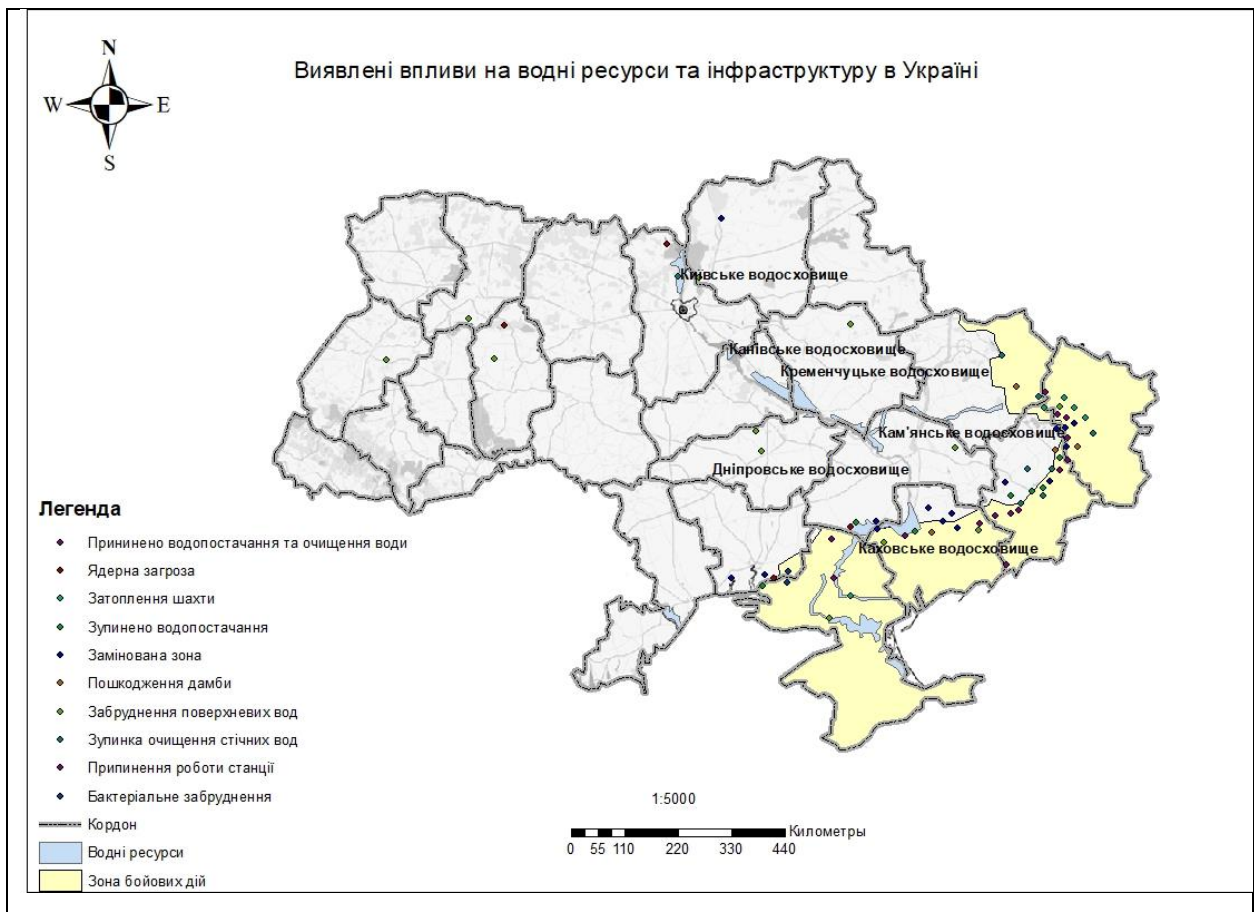 N
W E
S
Виявлені впливи на водні ресурси та інфраструктуру в Україні
Київське водосховище
Канівське водосховище
Кременчуцьке водосховище
Кам'янське водосховище
Дніпровське водосховище
Каховське водосховище
Легенда
Прининено водопостачання та очищення води
Ядерна загроза
Затоплення шахти
Зупинено водопостачання
Замінована зона
Пошкодження дамби
Забруднення поверхневих вод
Зупинка очищення стічних вод
Припинення роботи станції
Бактеріальне забруднення
Кордон
Водні ресурси
Зона бойових дій
1:5000
Километры
0 55 110 220 330 440